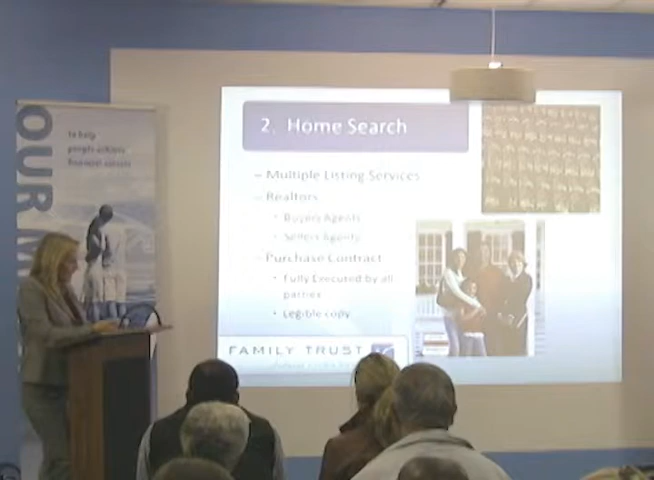 OUR M
to help
people achieve
financial success
2. Home Search
– Multiple Listing Services
– Realtors
• Buyers Agents
• Sellers Agents
– Purchase Contract
• Fully Executed by all
parties
• Legible copy
FAMILY TRUST